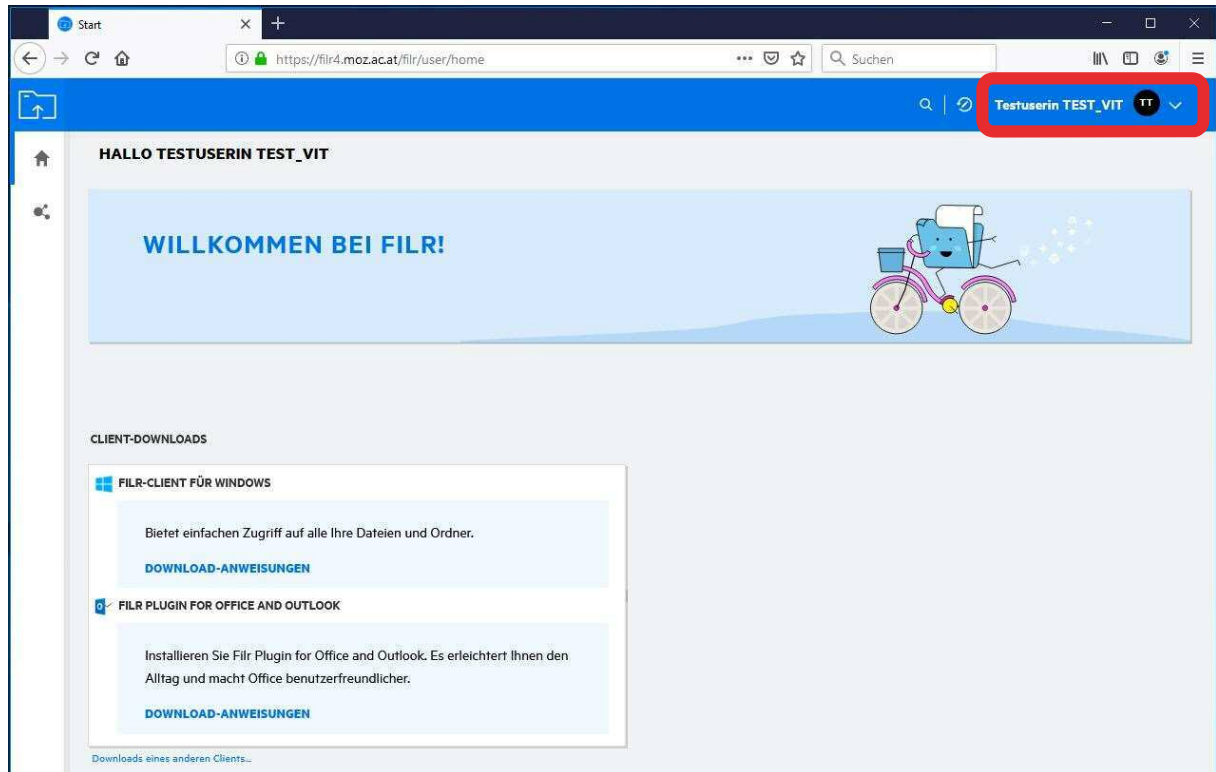 Start
https://filr4.moz.ac.at/filr/user/home
Suchen
Testuserin TEST_VIT TT
HALLO TESTUSERIN TEST_VIT
WILLKOMMEN BEI FILR!
CLIENT-DOWNLOADS
FILR-CLIENT FÜR WINDOWS
Bietet einfachen Zugriff auf alle Ihre Dateien und Ordner.
DOWNLOAD-ANWEISUNGEN
FILR PLUGIN FOR OFFICE AND OUTLOOK
Installieren Sie Filr Plugin for Office and Outlook. Es erleichtert Ihnen den
Alltag und macht Office benutzerfreundlicher.
DOWNLOAD-ANWEISUNGEN
Downloads eines anderen Clients...